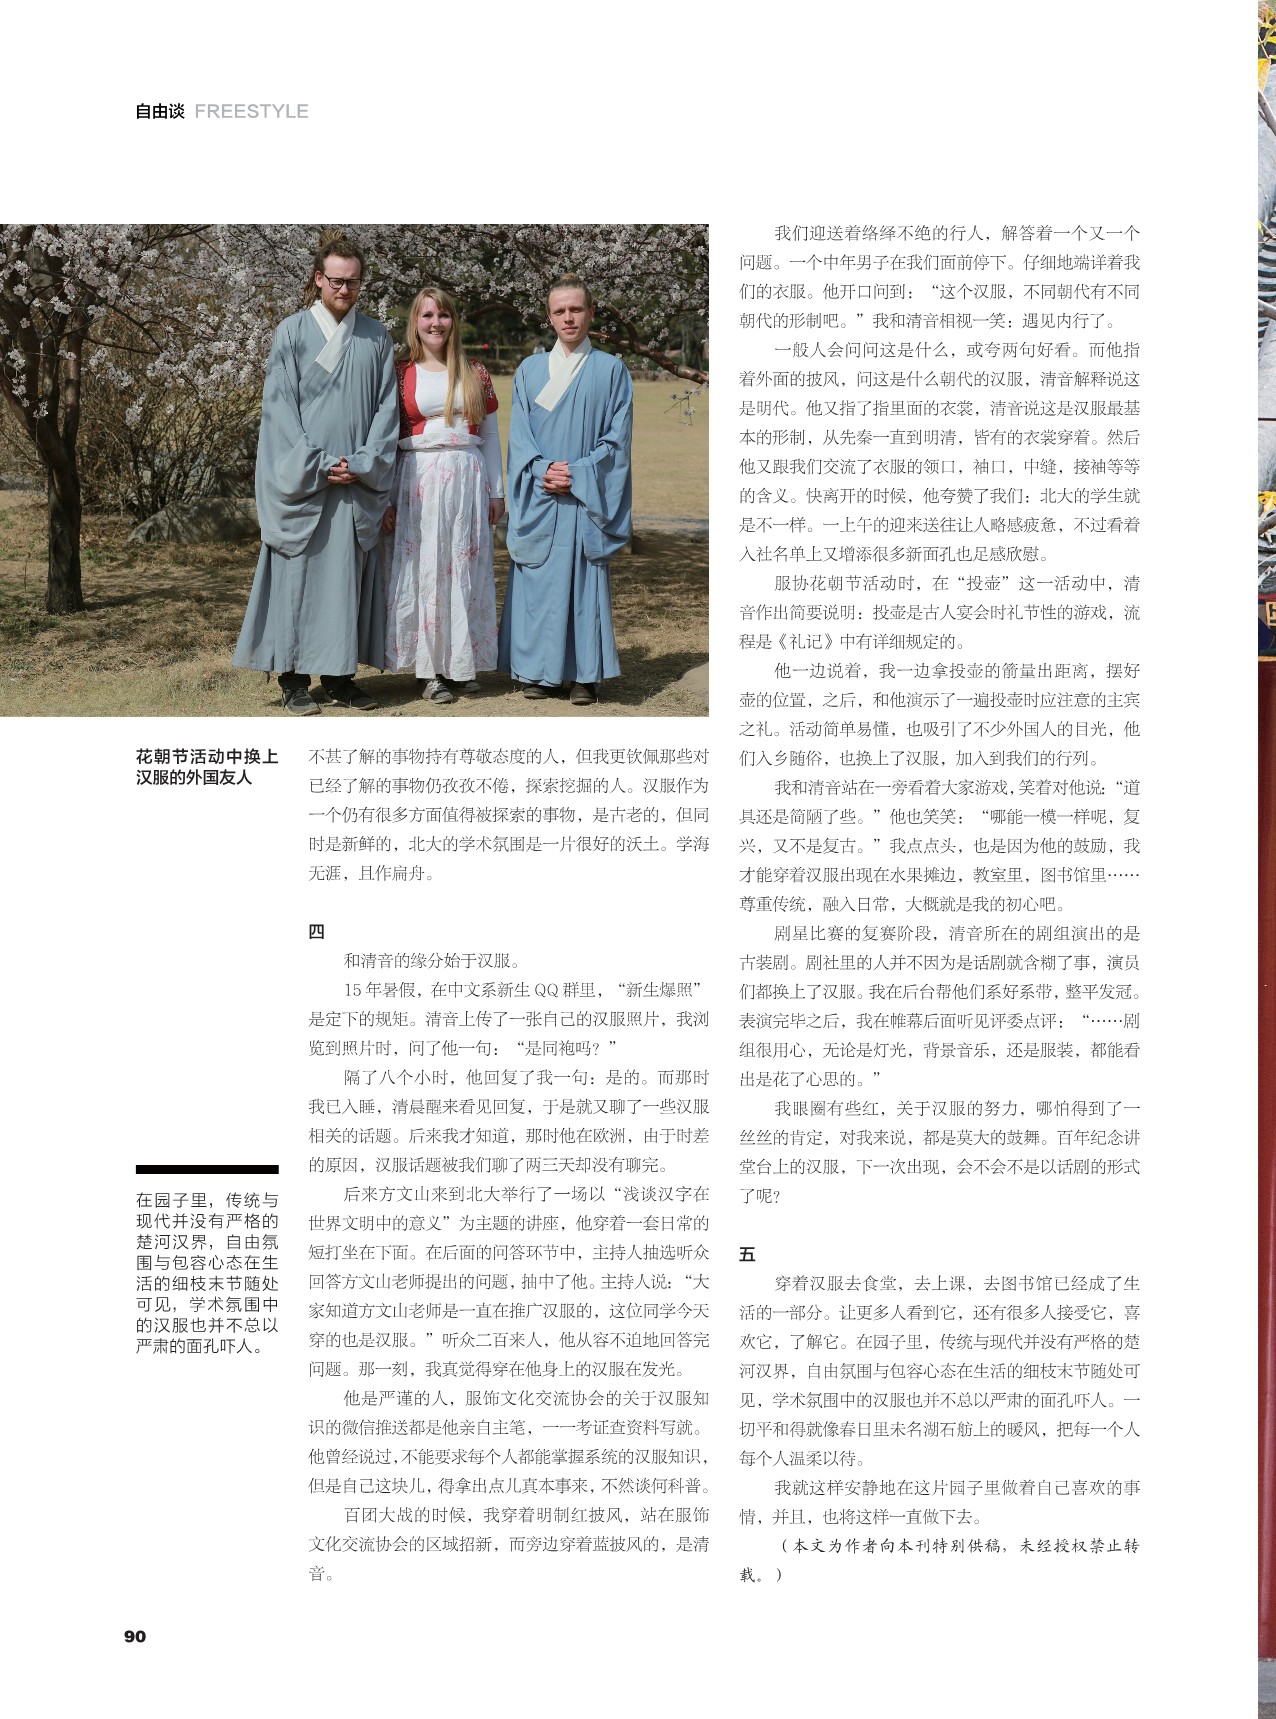 自由谈 FREESTYLE
花朝节活动中换上
汉服的外国友人
在园子里，传统与
现代并没有严格的
楚河汉界，自由氛
围与包容心态在生
活的细枝末节随处
可见，学术氛围中
的汉服也并不总以
严肃的面孔吓人。
不甚了解的事物持有尊敬态度的人，但我更钦佩那些对
已经了解的事物仍孜孜不倦，探索挖掘的人。汉服作为
一个仍有很多方面值得被探索的事物，是古老的，但同
时是新鲜的，北大的学术氛围是一片很好的沃土。学海
无涯，且作扁舟。
四
和清音的缘分始于汉服。
15 年暑假，在中文系新生 QQ 群里，“新生爆照”
是定下的规矩。清音上传了一张自己的汉服照片，我浏
览到照片时，问了他一句：“是同袍吗？”
隔了八个小时，他回复了我一句：是的。而那时
我已入睡，清晨醒来看见回复，于是就又聊了一些汉服
相关的话题。后来我才知道，那时他在欧洲，由于时差
的原因，汉服话题被我们聊了两三天却没有聊完。
后来方文山来到北大举行了一场以“浅谈汉字在
世界文明中的意义”为主题的讲座，他穿着一套日常的
短打坐在下面。在后面的问答环节中，主持人抽选听众
回答方文山老师提出的问题，抽中了他。主持人说：“大
家知道方文山老师是一直在推广汉服的，这位同学今天
穿的也是汉服。”听众二百来人，他从容不迫地回答完
问题。那一刻，我真觉得穿在他身上的汉服在发光。
他是严谨的人，服饰文化交流协会的关于汉服知
识的微信推送都是他亲自主笔，一一考证查资料写就。
他曾经说过，不能要求每个人都能掌握系统的汉服知识，
但是自己这块儿，得拿出点儿真本事来，不然谈何科普。
百团大战的时候，我穿着明制红披风，站在服饰
文化交流协会的区域招新，而旁边穿着蓝披风的，是清
音。
我们迎送着络绎不绝的行人，解答着一个又一个
问题。一个中年男子在我们面前停下。仔细地端详着我
们的衣服。他开口问到：“这个汉服，不同朝代有不同
朝代的形制吧。”我和清音相视一笑：遇见内行了。
一般人会问问这是什么，或夸两句好看。而他指
着外面的披风，问这是什么朝代的汉服，清音解释说这
是明代。他又指了指里面的衣裳，清音说这是汉服最基
本的形制，从先秦一直到明清，皆有的衣裳穿着。然后
他又跟我们交流了衣服的领口，袖口，中缝，接袖等等
的含义。快离开的时候，他夸赞了我们：北大的学生就
是不一样。一上午的迎来送往让人略感疲惫，不过看着
入社名单上又增添很多新面孔也足感欣慰。
服协花朝节活动时，在“投壶”这一活动中，清
音作出简要说明：投壶是古人宴会时礼节性的游戏，流
程是《礼记》中有详细规定的。
他一边说着，我一边拿投壶的箭量出距离，摆好
壶的位置，之后，和他演示了一遍投壶时应注意的主宾
之礼。活动简单易懂，也吸引了不少外国人的目光，他
们入乡随俗，也换上了汉服，加入到我们的行列。
我和清音站在一旁看着大家游戏，笑着对他说：“道
具还是简陋了些。”他也笑笑：“哪能一模一样呢，复
兴，又不是复古。”我点点头，也是因为他的鼓励，我
才能穿着汉服出现在水果摊边，教室里，图书馆里……
尊重传统，融入日常，大概就是我的初心吧。
剧星比赛的复赛阶段，清音所在的剧组演出的是
古装剧。剧社里的人并不因为是话剧就含糊了事，演员
们都换上了汉服。我在后台帮他们系好系带，整平发冠。
表演完毕之后，我在帷幕后面听见评委点评：“……剧
组很用心，无论是灯光，背景音乐，还是服装，都能看
出是花了心思的。”
我眼圈有些红，关于汉服的努力，哪怕得到了一
丝丝的肯定，对我来说，都是莫大的鼓舞。百年纪念讲
堂台上的汉服，下一次出现，会不会不是以话剧的形式
了呢？
五
穿着汉服去食堂，去上课，去图书馆已经成了生
活的一部分。让更多人看到它，还有很多人接受它，喜
欢它，了解它。在园子里，传统与现代并没有严格的楚
河汉界，自由氛围与包容心态在生活的细枝末节随处可
见，学术氛围中的汉服也并不总以严肃的面孔吓人。一
切平和得就像春日里未名湖石舫上的暖风，把每一个人
每个人温柔以待。
我就这样安静地在这片园子里做着自己喜欢的事
情，并且，也将这样一直做下去。
（本文为作者向本刊特别供稿，未经授权禁止转
载。）
90